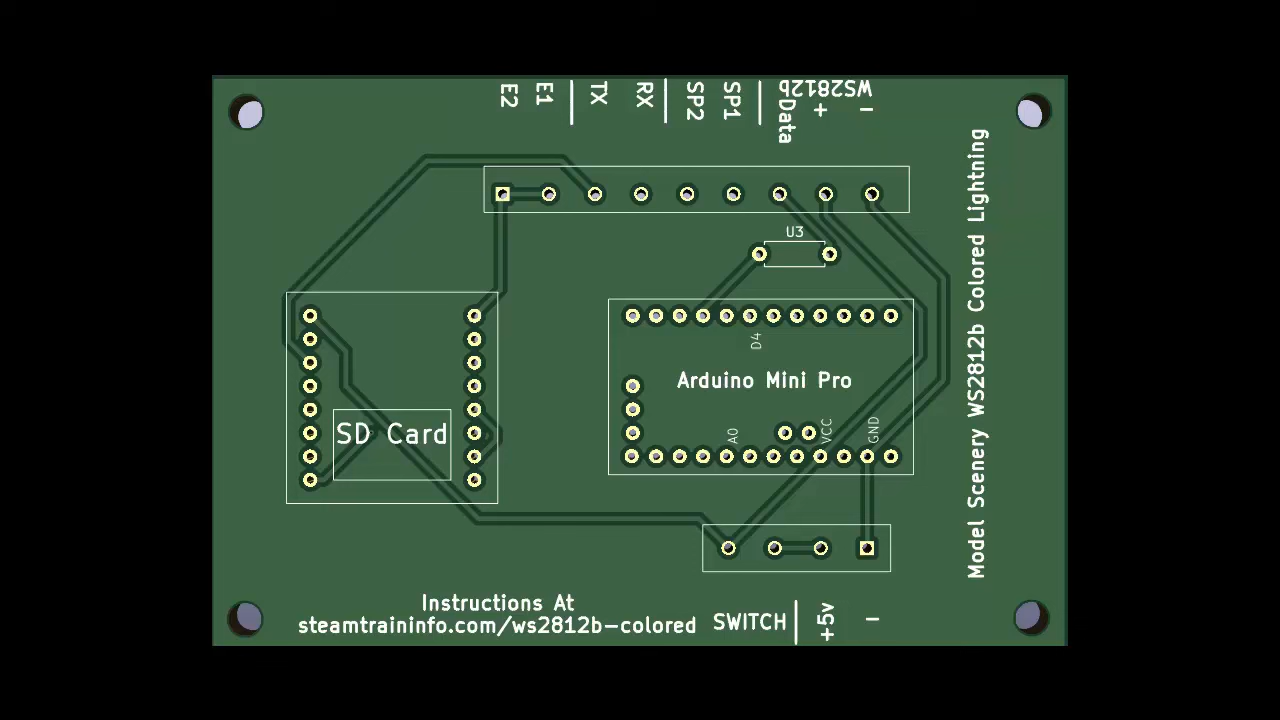 WS2812b
E2
E1
TX
RX
SP2
SP1
Data
+
-
U3
D4
Arduino Mini Pro
A0
VCC
GND
SD Card
Model Scenery WS2812b Colored Lightning
Instructions At
steamtraininfo.com/ws2812b-colored
SWITCH
+5v
-